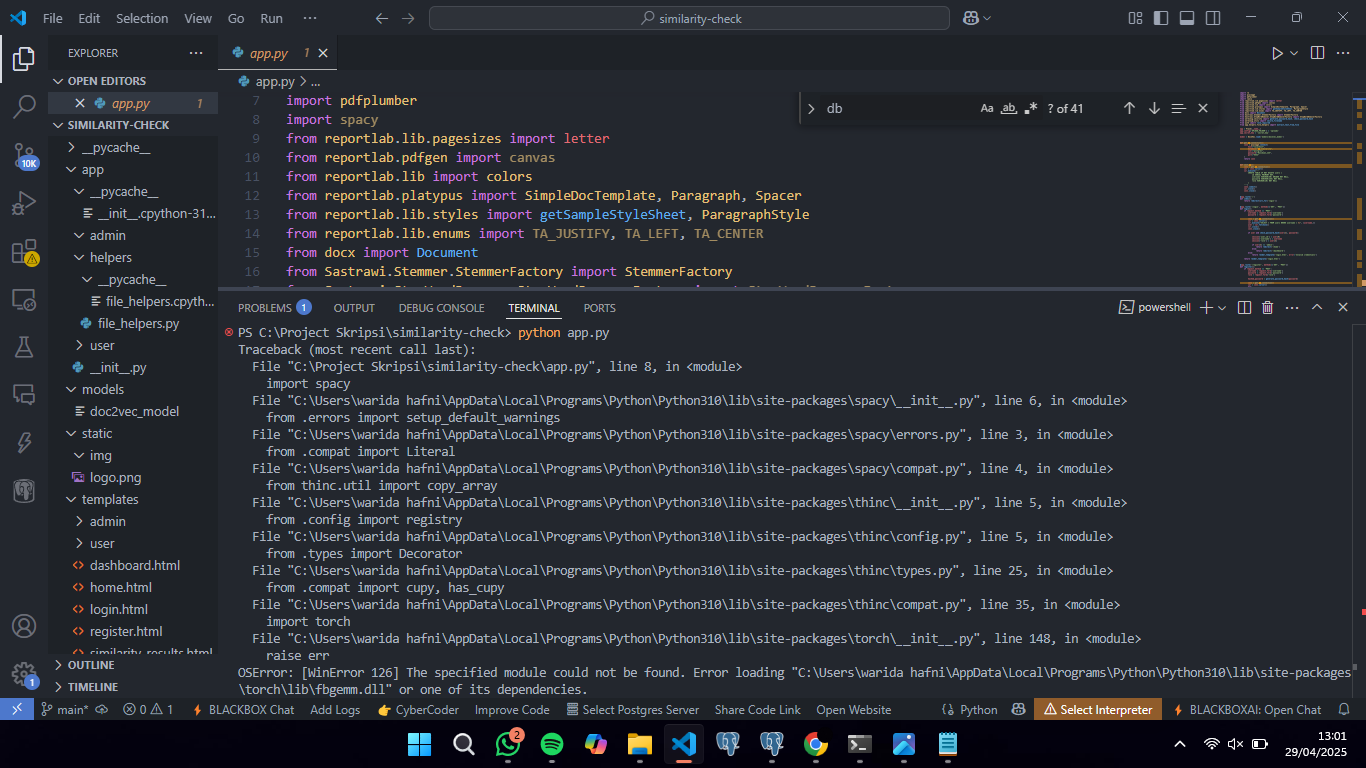 File Edit Selection View Go Run ··· similarity-check
EXPLORER
OPEN EDITORS
app.py 1
SIMILARITY-CHECK
__pycache__
app
__pycache__
__init__.cpython-31...
admin
helpers
__pycache__
file_helpers.cpyth...
file_helpers.py
user
__init__.py
models
doc2vec_model
static
img
logo.png
templates
admin
user
dashboard.html
home.html
login.html
register.html
similarity_results.html
OUTLINE
TIMELINE
10K
1
app.py 1
app.py > ...
db Aa ab .* ? of 41
7 import pdfplumber
8 import spacy
9 from reportlab.lib.pagesizes import letter
10 from reportlab.pdfgen import canvas
11 from reportlab.lib import colors
12 from reportlab.platypus import SimpleDocTemplate, Paragraph, Spacer
13 from reportlab.lib.styles import getSampleStyleSheet, ParagraphStyle
14 from reportlab.lib.enums import TA_JUSTIFY, TA_LEFT, TA_CENTER
15 from docx import Document
16 from Sastrawi.Stemmer.StemmerFactory import StemmerFactory
PROBLEMS 1 OUTPUT DEBUG CONSOLE TERMINAL PORTS powershell
PS C:\Project Skripsi\similarity-check> python app.py
Traceback (most recent call last):
File "C:\Project Skripsi\similarity-check\app.py", line 8, in <module>
import spacy
File "C:\Users\warida hafni\AppData\Local\Programs\Python\Python310\lib\site-packages\spacy\__init__.py", line 6, in <module>
from .errors import setup_default_warnings
File "C:\Users\warida hafni\AppData\Local\Programs\Python\Python310\lib\site-packages\spacy\errors.py", line 3, in <module>
from .compat import Literal
File "C:\Users\warida hafni\AppData\Local\Programs\Python\Python310\lib\site-packages\spacy\compat.py", line 4, in <module>
from thinc.util import copy_array
File "C:\Users\warida hafni\AppData\Local\Programs\Python\Python310\lib\site-packages\thinc\__init__.py", line 5, in <module>
from .config import registry
File "C:\Users\warida hafni\AppData\Local\Programs\Python\Python310\lib\site-packages\thinc\config.py", line 5, in <module>
from .types import Decorator
File "C:\Users\warida hafni\AppData\Local\Programs\Python\Python310\lib\site-packages\thinc\types.py", line 25, in <module>
from .compat import cupy, has_cupy
File "C:\Users\warida hafni\AppData\Local\Programs\Python\Python310\lib\site-packages\thinc\compat.py", line 35, in <module>
import torch
File "C:\Users\warida hafni\AppData\Local\Programs\Python\Python310\lib\site-packages\torch\__init__.py", line 148, in <module>
raise err
OSError: [WinError 126] The specified module could not be found. Error loading "C:\Users\warida hafni\AppData\Local\Programs\Python\Python310\lib\site-packages
\torch\lib\fbgemm.dll" or one of its dependencies.
main* 0 1 BLACKBOX Chat Add Logs CyberCoder Improve Code Select Postgres Server Share Code Link Open Website Python Select Interpreter BLACKBOXAI: Open Chat
2
13:01
29/04/2025